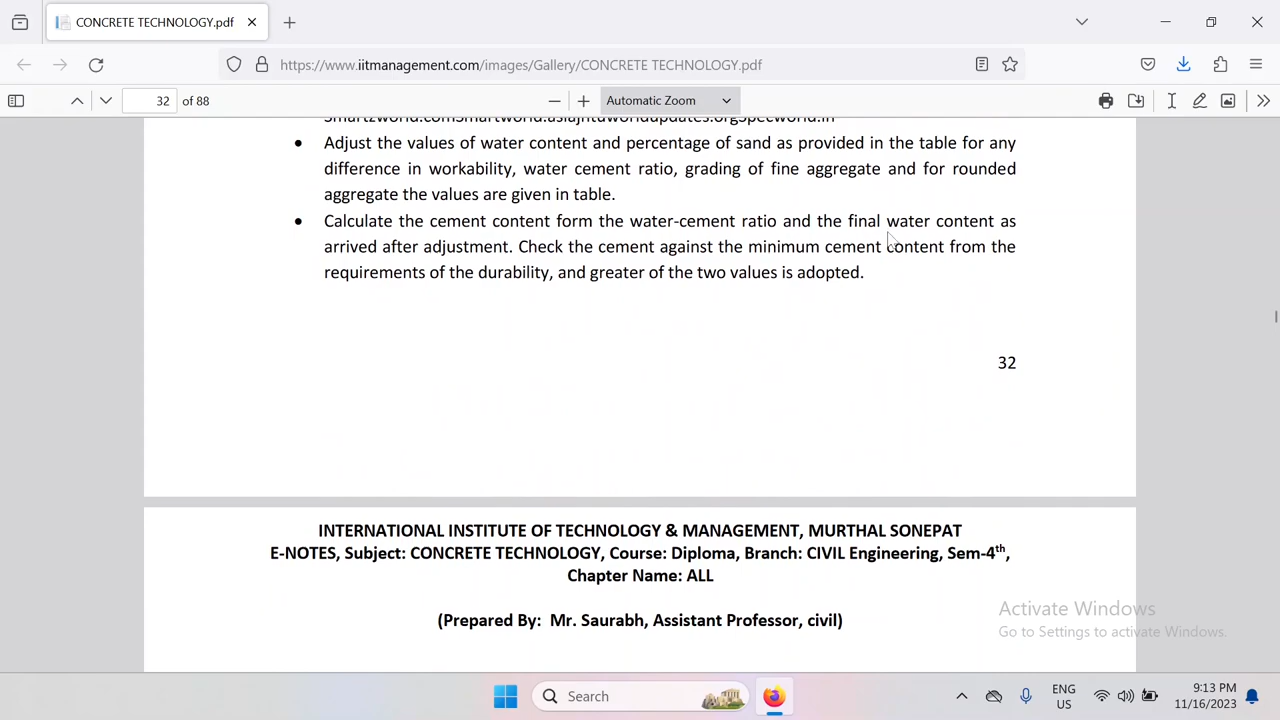 CONCRETE TECHNOLOGY.pdf
https://www.iitmanagement.com/images/Gallery/CONCRETE TECHNOLOGY.pdf
32 of 88
Automatic Zoom
Smartzworld.comSmartworld.asiajntuworldupdates.orgSpecworld.in
• Adjust the values of water content and percentage of sand as provided in the table for any
difference in workability, water cement ratio, grading of fine aggregate and for rounded
aggregate the values are given in table.
• Calculate the cement content form the water-cement ratio and the final water content as
arrived after adjustment. Check the cement against the minimum cement content from the
requirements of the durability, and greater of the two values is adopted.
32
INTERNATIONAL INSTITUTE OF TECHNOLOGY & MANAGEMENT, MURTHAL SONEPAT
E-NOTES, Subject: CONCRETE TECHNOLOGY, Course: Diploma, Branch: CIVIL Engineering, Sem-4th,
Chapter Name: ALL
(Prepared By: Mr. Saurabh, Assistant Professor, civil)
Activate Windows
Go to Settings to activate Windows.
Search
ENG
US
9:13 PM
11/16/2023